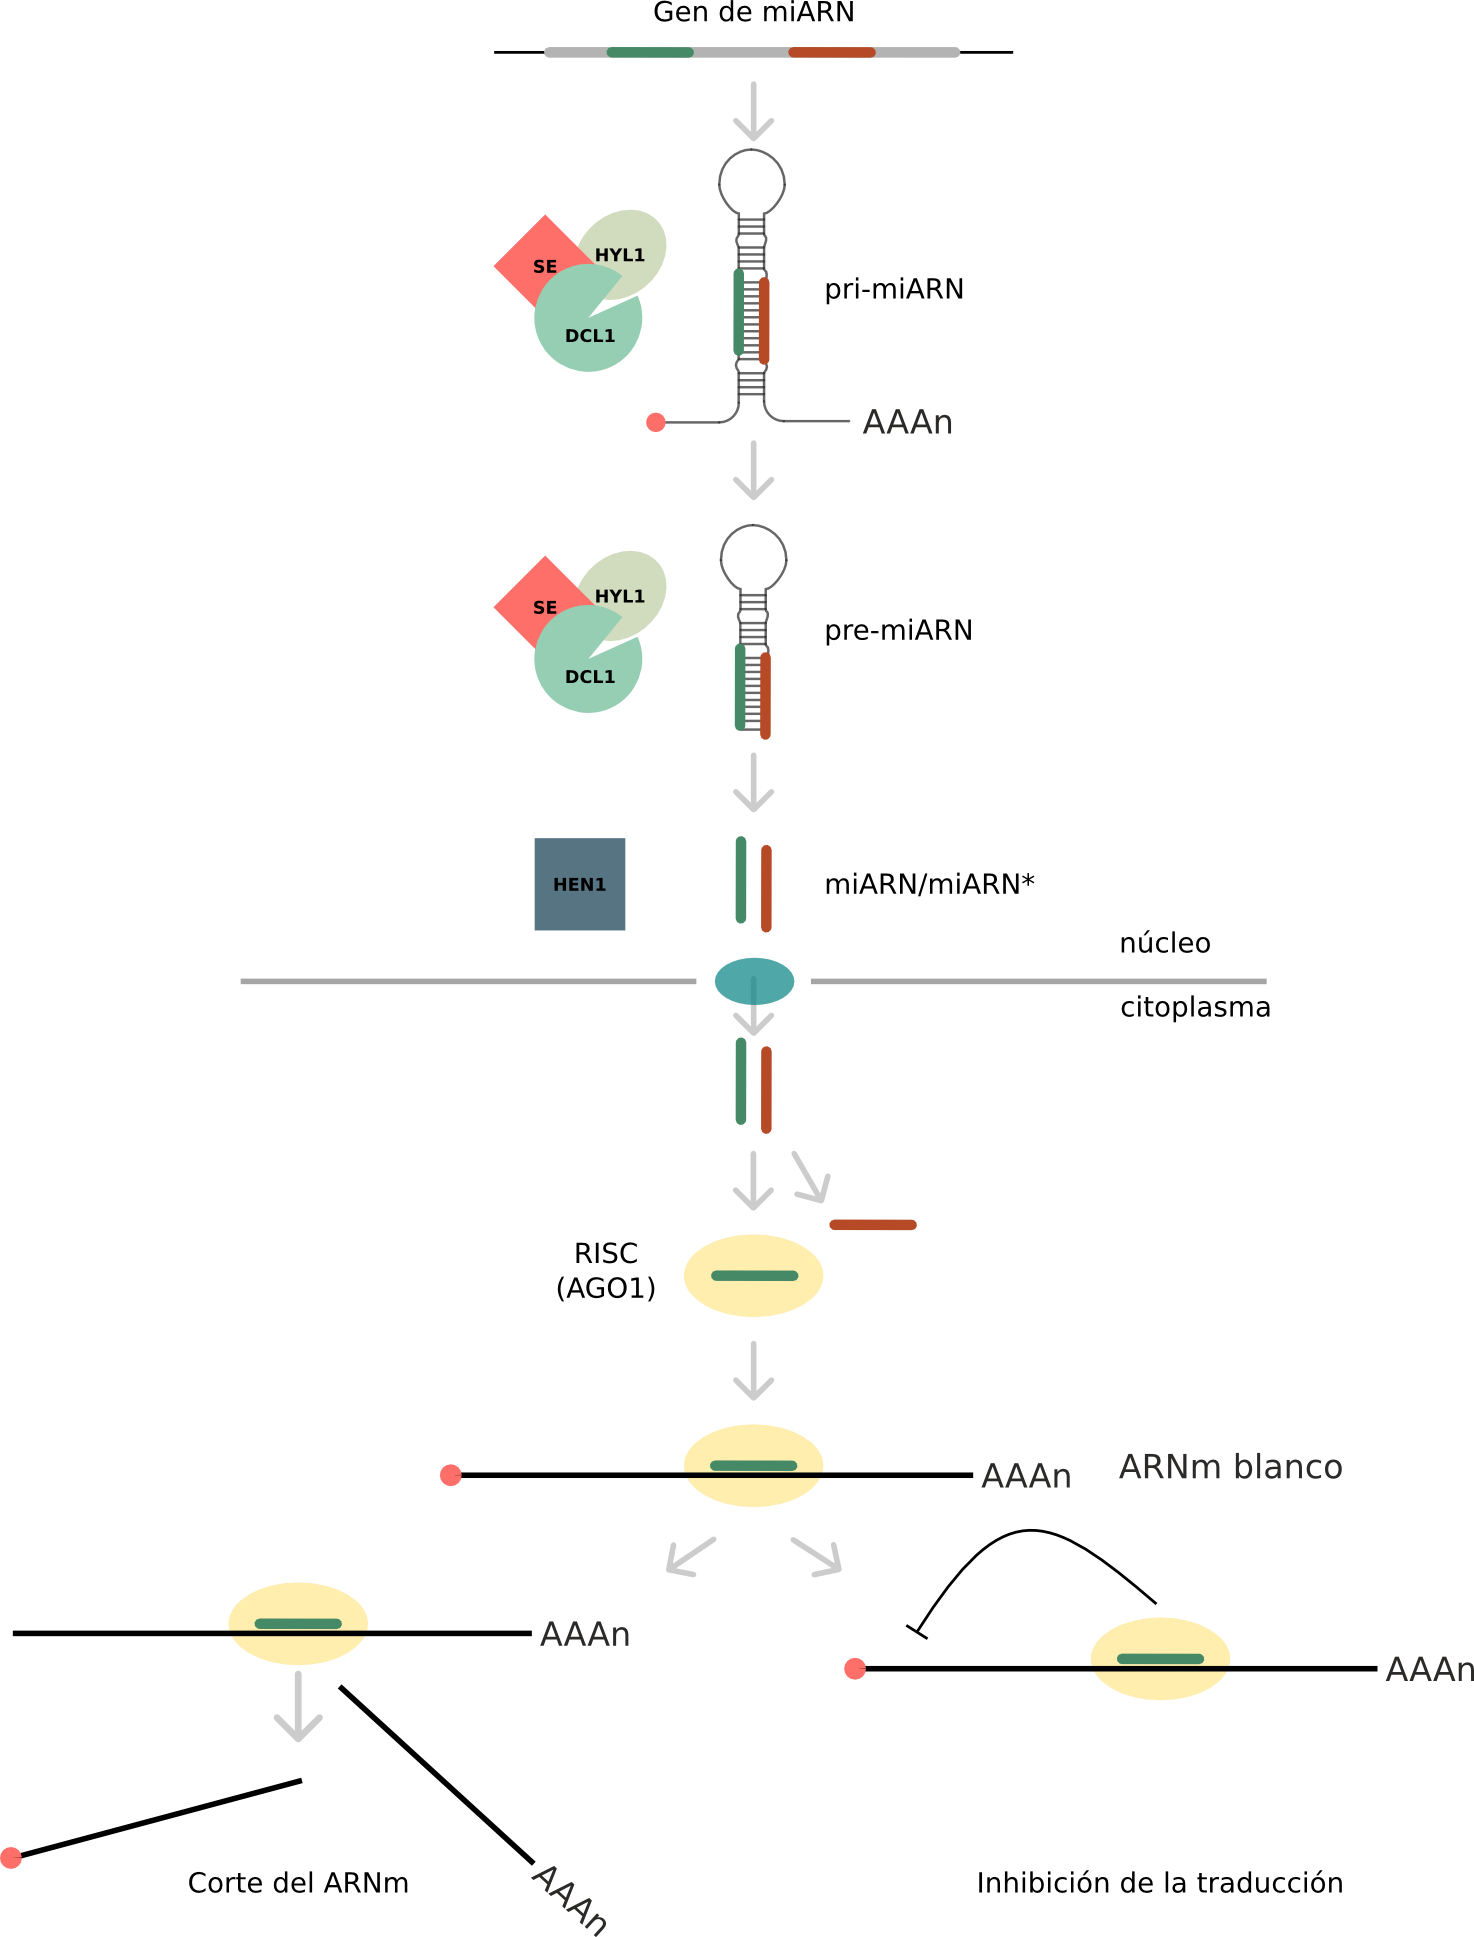 Gen de miARN
SE
HYL1
DCL1
pri-miARN
AAAn
SE
HYL1
DCL1
pre-miARN
HEN1
miARN/miARN*
núcleo
citoplasma
RISC
(AGO1)
AAAn
ARNm blanco
AAAn
AAAn
AAAn
Corte del ARNm
Inhibición de la traducción